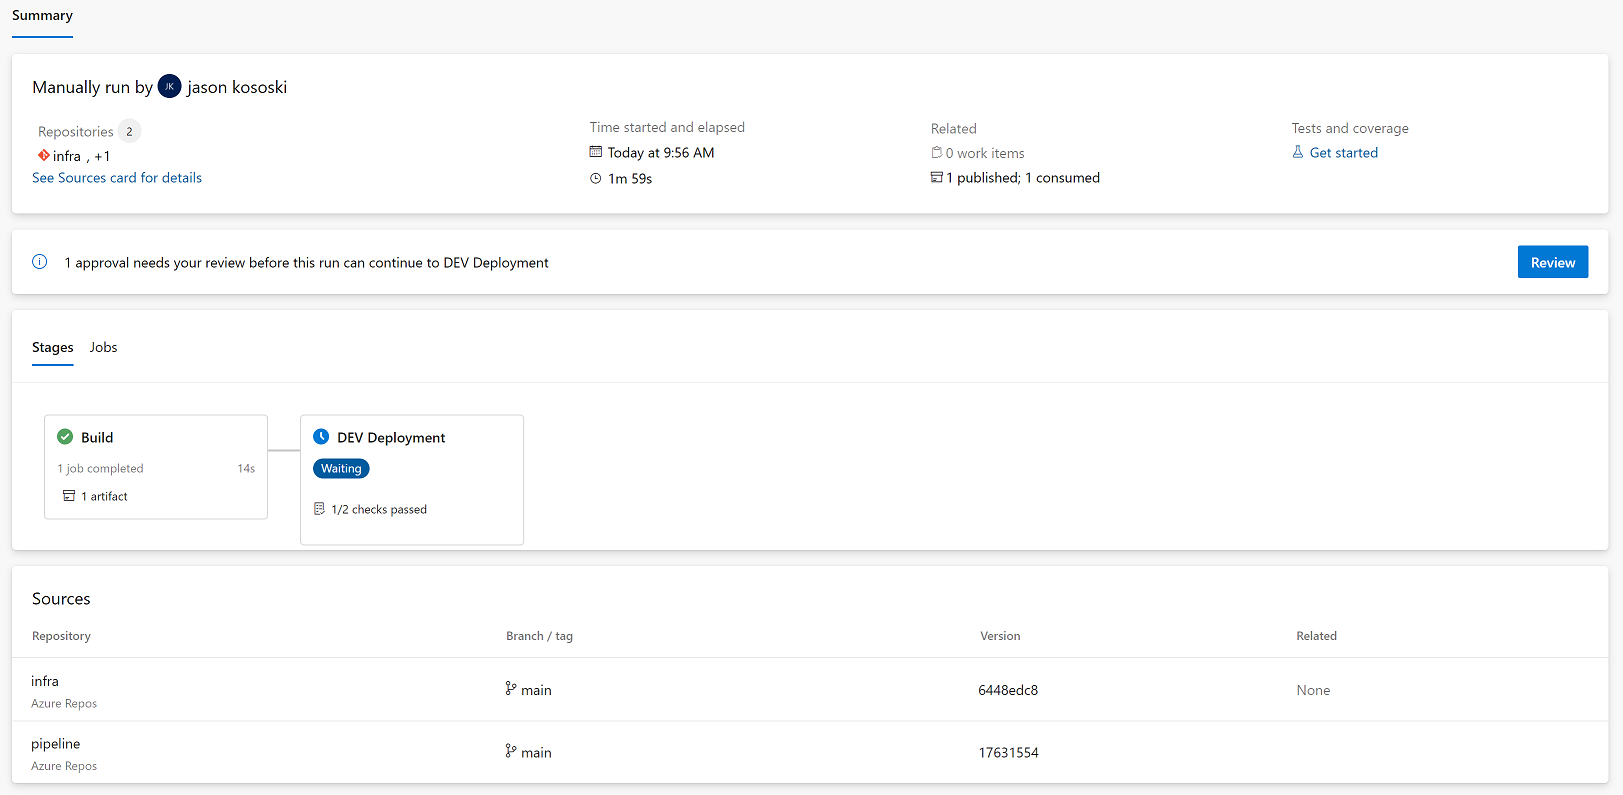 Summary
Manually run by JK jason kososki
Repositories 2
infra , +1
See Sources card for details
Time started and elapsed
Today at 9:56 AM
1m 59s
Related
0 work items
1 published; 1 consumed
Tests and coverage
Get started
1 approval needs your review before this run can continue to DEV Deployment
Review
Stages Jobs
Build
1 job completed 14s
1 artifact
DEV Deployment
Waiting
1/2 checks passed
Sources
Repository Branch / tag Version Related
infra
Azure Repos
main 6448edc8 None
pipeline
Azure Repos
main 17631554